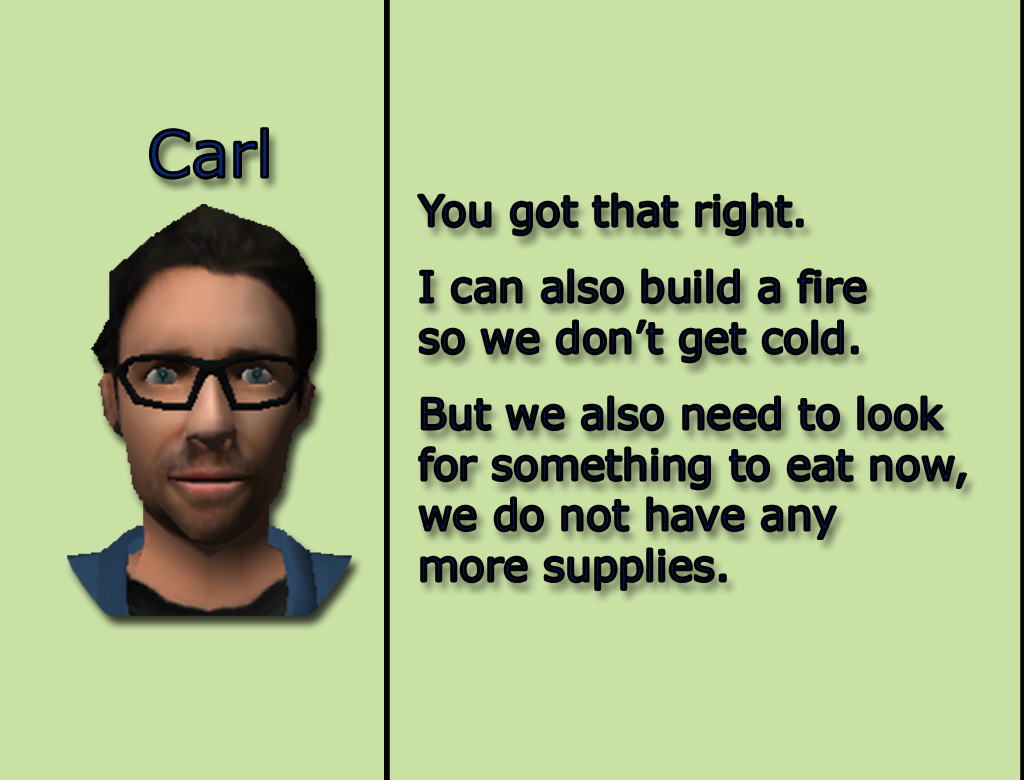 Carl
You got that right.
I can also build a fire
so we don’t get cold.
But we also need to look
for something to eat now,
we do not have any
more supplies.